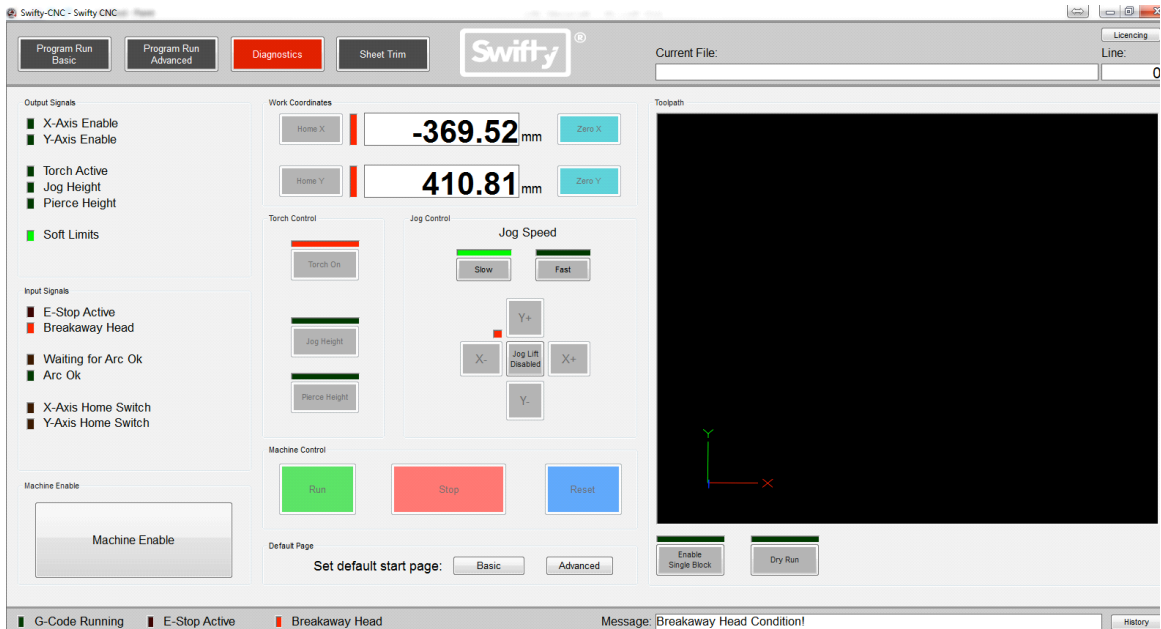 Swifty-CNC - Swifty CNC
Program Run
Basic
Program Run
Advanced
Diagnostics
Sheet Trim
Swifty®
Current File:
Licencing
Line:
0
Output Signals
X-Axis Enable
Y-Axis Enable
Torch Active
Jog Height
Pierce Height
Soft Limits
Input Signals
E-Stop Active
Breakaway Head
Waiting for Arc Ok
Arc Ok
X-Axis Home Switch
Y-Axis Home Switch
Machine Enable
Machine Enable
Work Coordinates
Home X
-369.52 mm
Zero X
Home Y
410.81 mm
Zero Y
Torch Control
Torch On
Jog Height
Pierce Height
Jog Control
Jog Speed
Slow
Fast
Y+
X-
Jog Lift
Disabled
X+
Y-
Machine Control
Run
Stop
Reset
Default Page
Set default start page:
Basic
Advanced
Toolpath
Y
X
Enable
Single Block
Dry Run
G-Code Running
E-Stop Active
Breakaway Head
Message: Breakaway Head Condition!
History